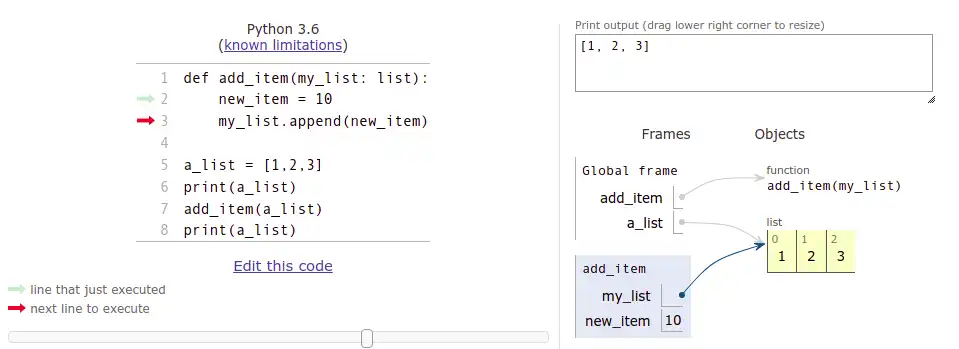 Python 3.6
(known limitations)
1 def add_item(my_list: list):
2     new_item = 10
3     my_list.append(new_item)
4
5 a_list = [1,2,3]
6 print(a_list)
7 add_item(a_list)
8 print(a_list)
Edit this code
line that just executed
next line to execute
Print output (drag lower right corner to resize)
[1, 2, 3]
Frames Objects
Global frame
add_item
a_list
function
add_item(my_list)
list
0 1 2
1 2 3
add_item
my_list
new_item 10